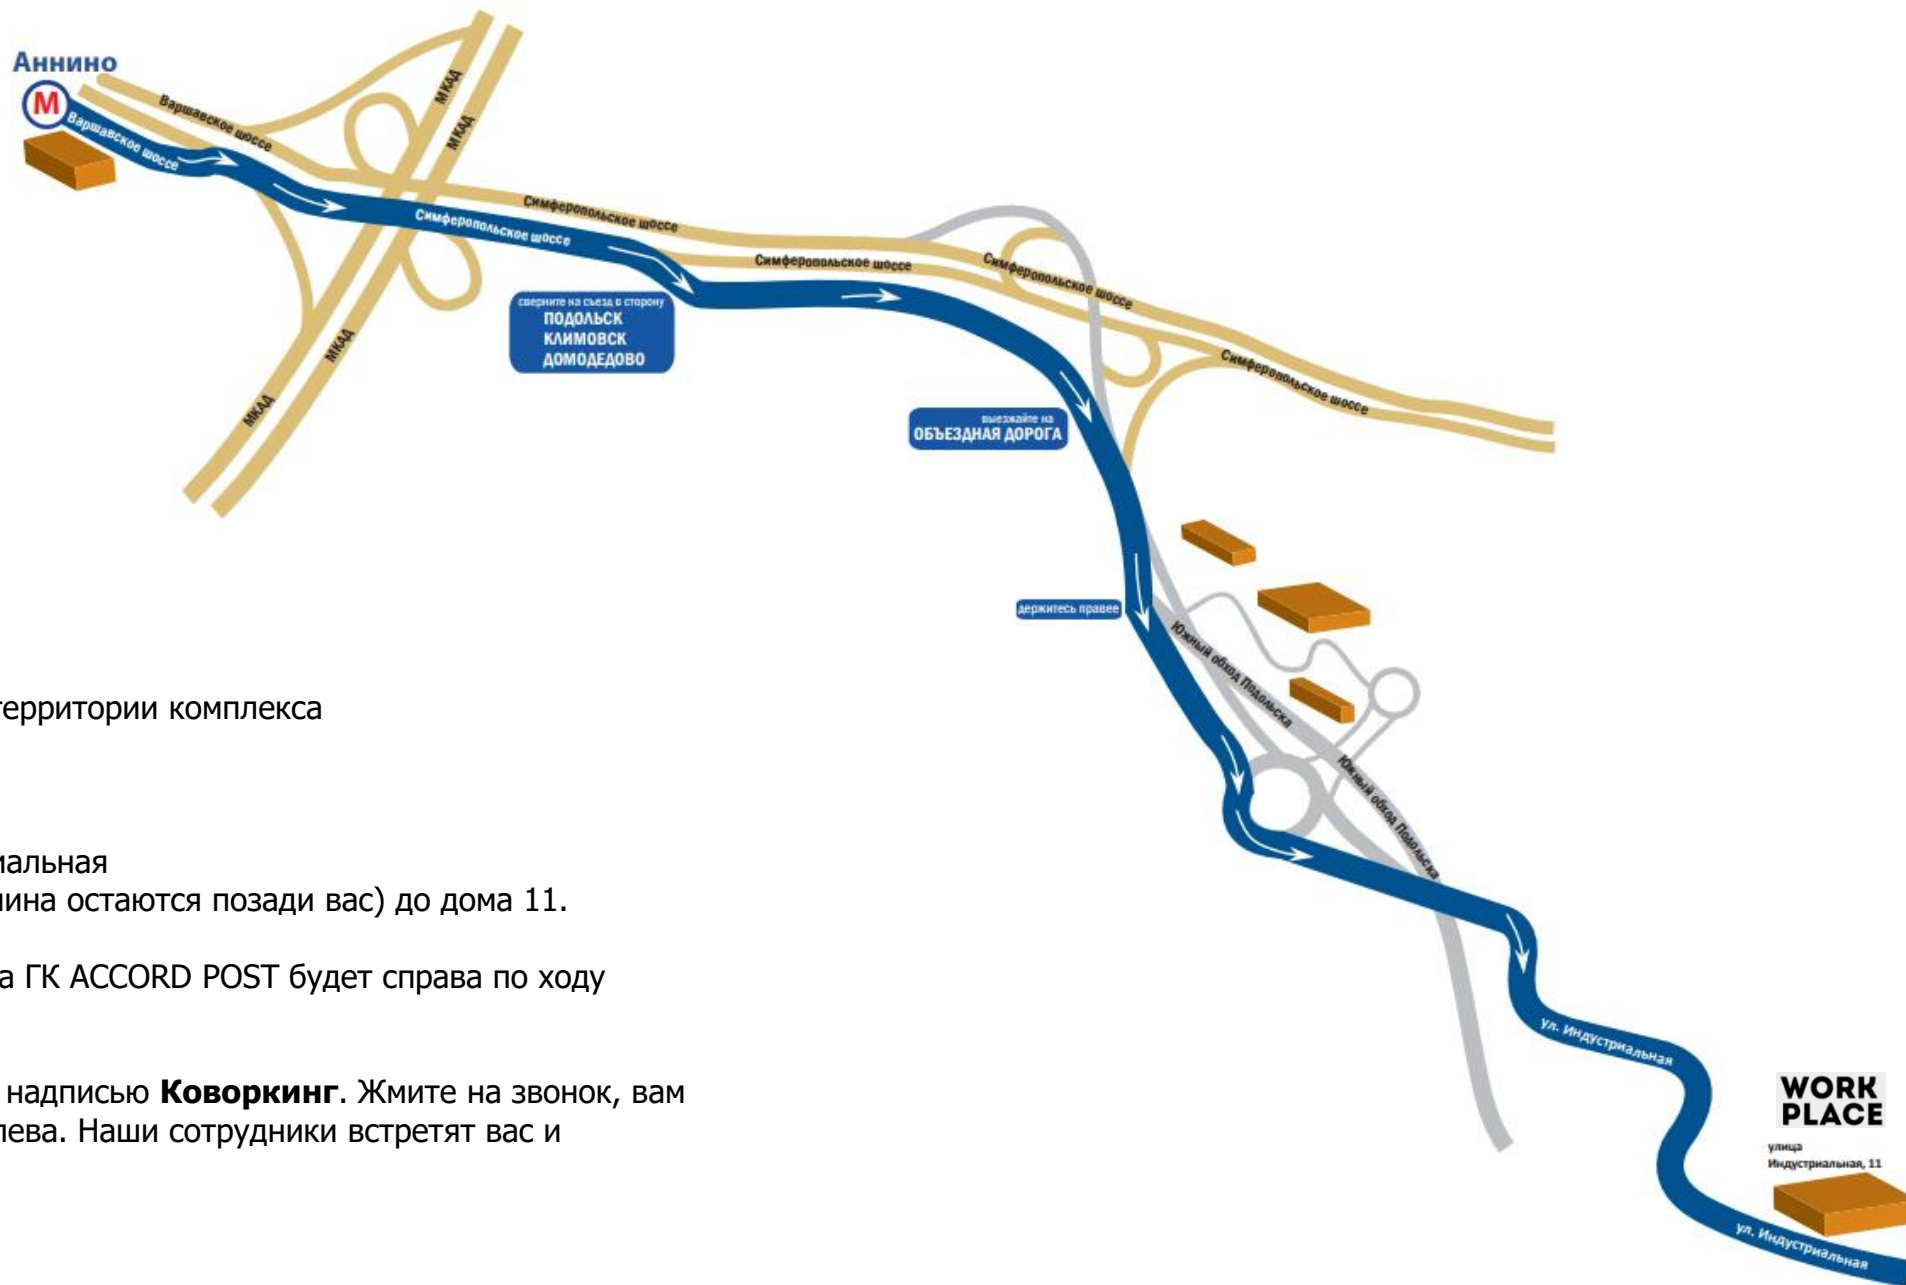 Аннино
М
Варшавское шоссе
Варшавское шоссе
МКАД
МКАД
МКАД
МКАД
Симферопольское шоссе
Симферопольское шоссе
Симферопольское шоссе
Симферопольское шоссе
Симферопольское шоссе
сверните на съезд в сторону
ПОДОЛЬСК
КЛИМОВСК
ДОМОДЕДОВО
выезжайте на
ОБЪЕЗДНАЯ ДОРОГА
держитесь правее
Южный обход Подольска
Южный обход Подольска
территории комплекса
иальная
нина остаются позади вас) до дома 11.
а ГК ACCORD POST будет справа по ходу
надписью Коворкинг. Жмите на звонок, вам
лева. Наши сотрудники встретят вас и
ул. Индустриальная
WORK
PLACE
улица
Индустриальная, 11
ул. Индустриальная